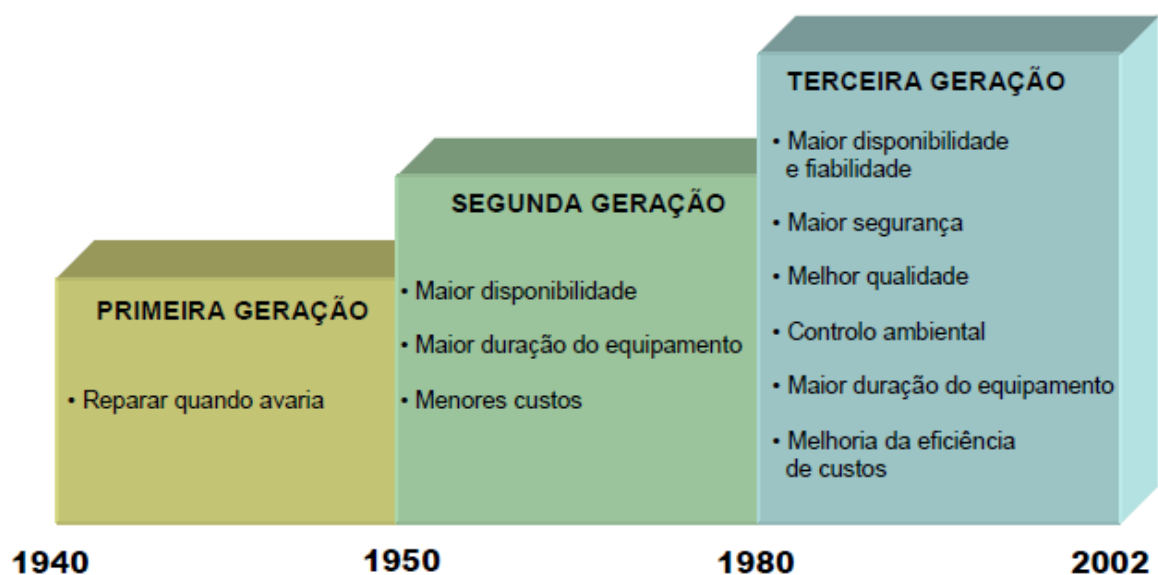 PRIMEIRA GERAÇÃO
• Reparar quando avaria
SEGUNDA GERAÇÃO
• Maior disponibilidade
• Maior duração do equipamento
• Menores custos
TERCEIRA GERAÇÃO
• Maior disponibilidade
e fiabilidade
• Maior segurança
• Melhor qualidade
• Controlo ambiental
• Maior duração do equipamento
• Melhoria da eficiência
de custos
1940
1950
1980
2002